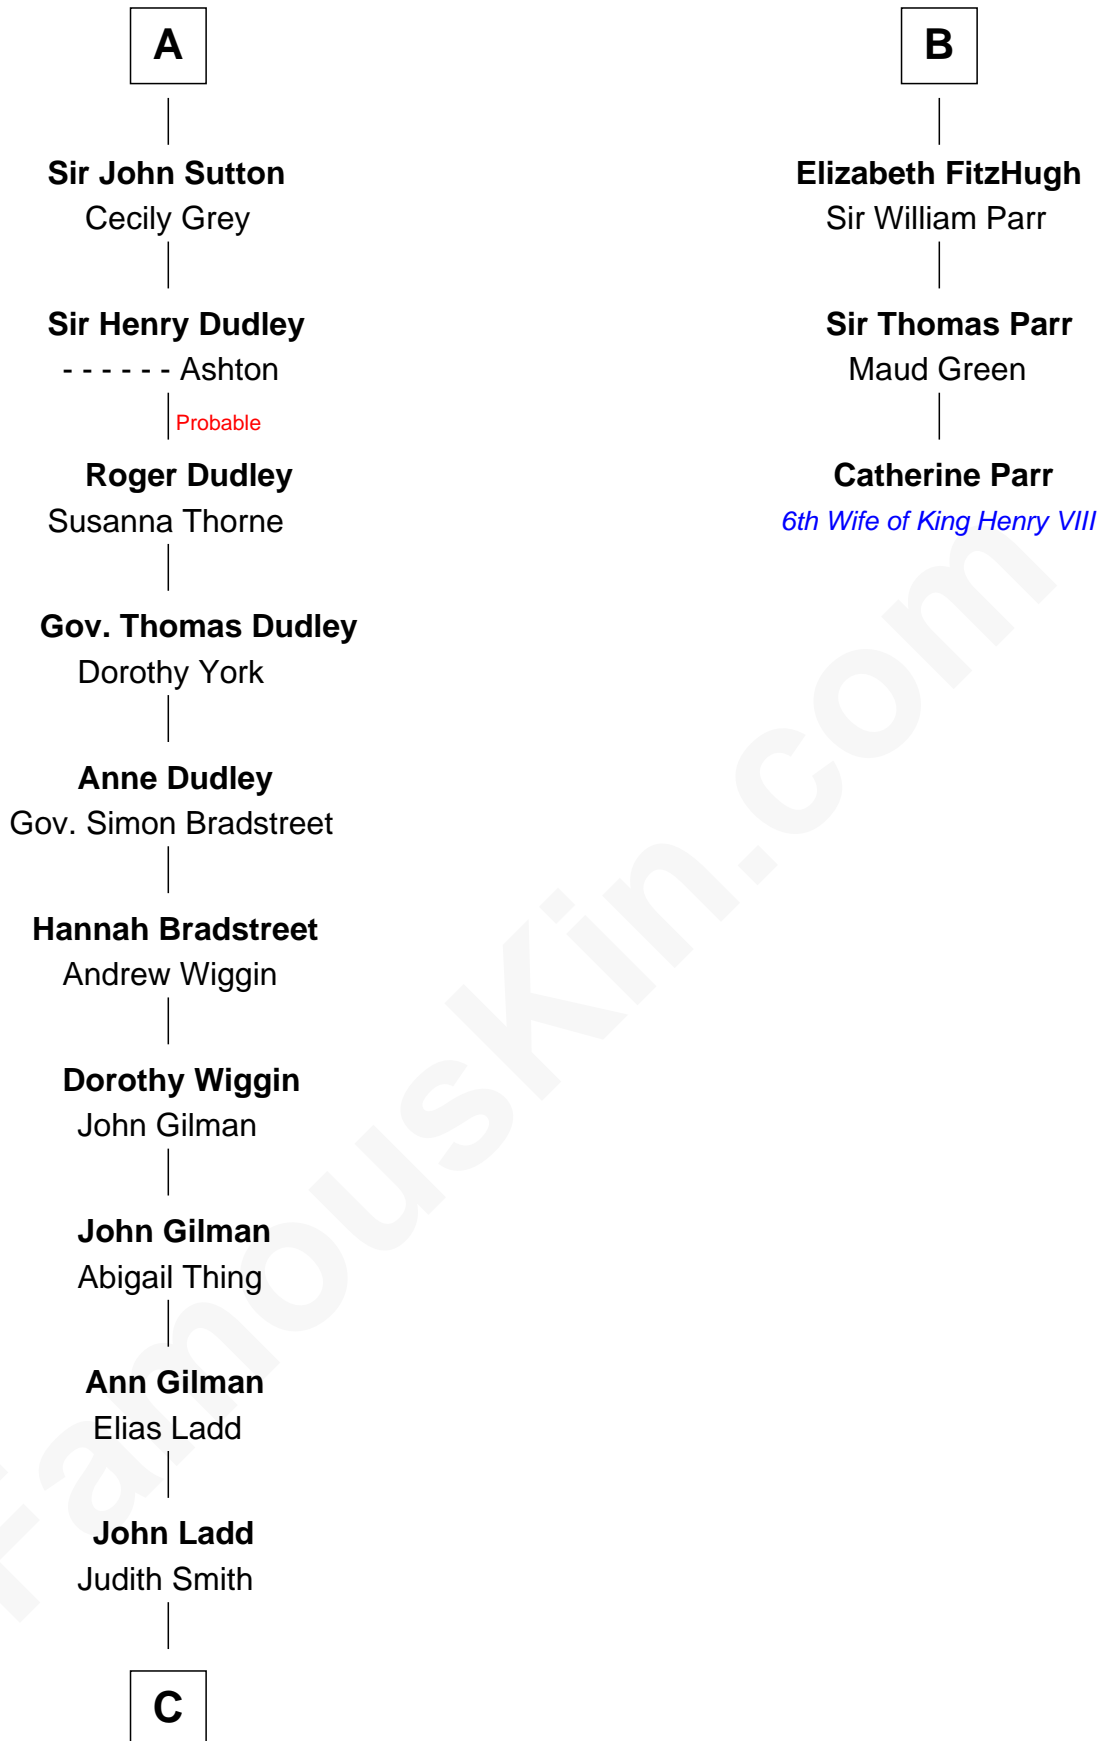 A
Sir John Sutton
Cecily Grey
Sir Henry Dudley
- - - - - - Ashton
Probable
Roger Dudley
Susanna Thorne
Gov. Thomas Dudley
Dorothy York
Anne Dudley
Gov. Simon Bradstreet
Hannah Bradstreet
Andrew Wiggin
Dorothy Wiggin
John Gilman
John Gilman
Abigail Thing
Ann Gilman
Elias Ladd
John Ladd
Judith Smith
C
B
Elizabeth FitzHugh
Sir William Parr
Sir Thomas Parr
Maud Green
Catherine Parr
6th Wife of King Henry VIII
FamousKin.com